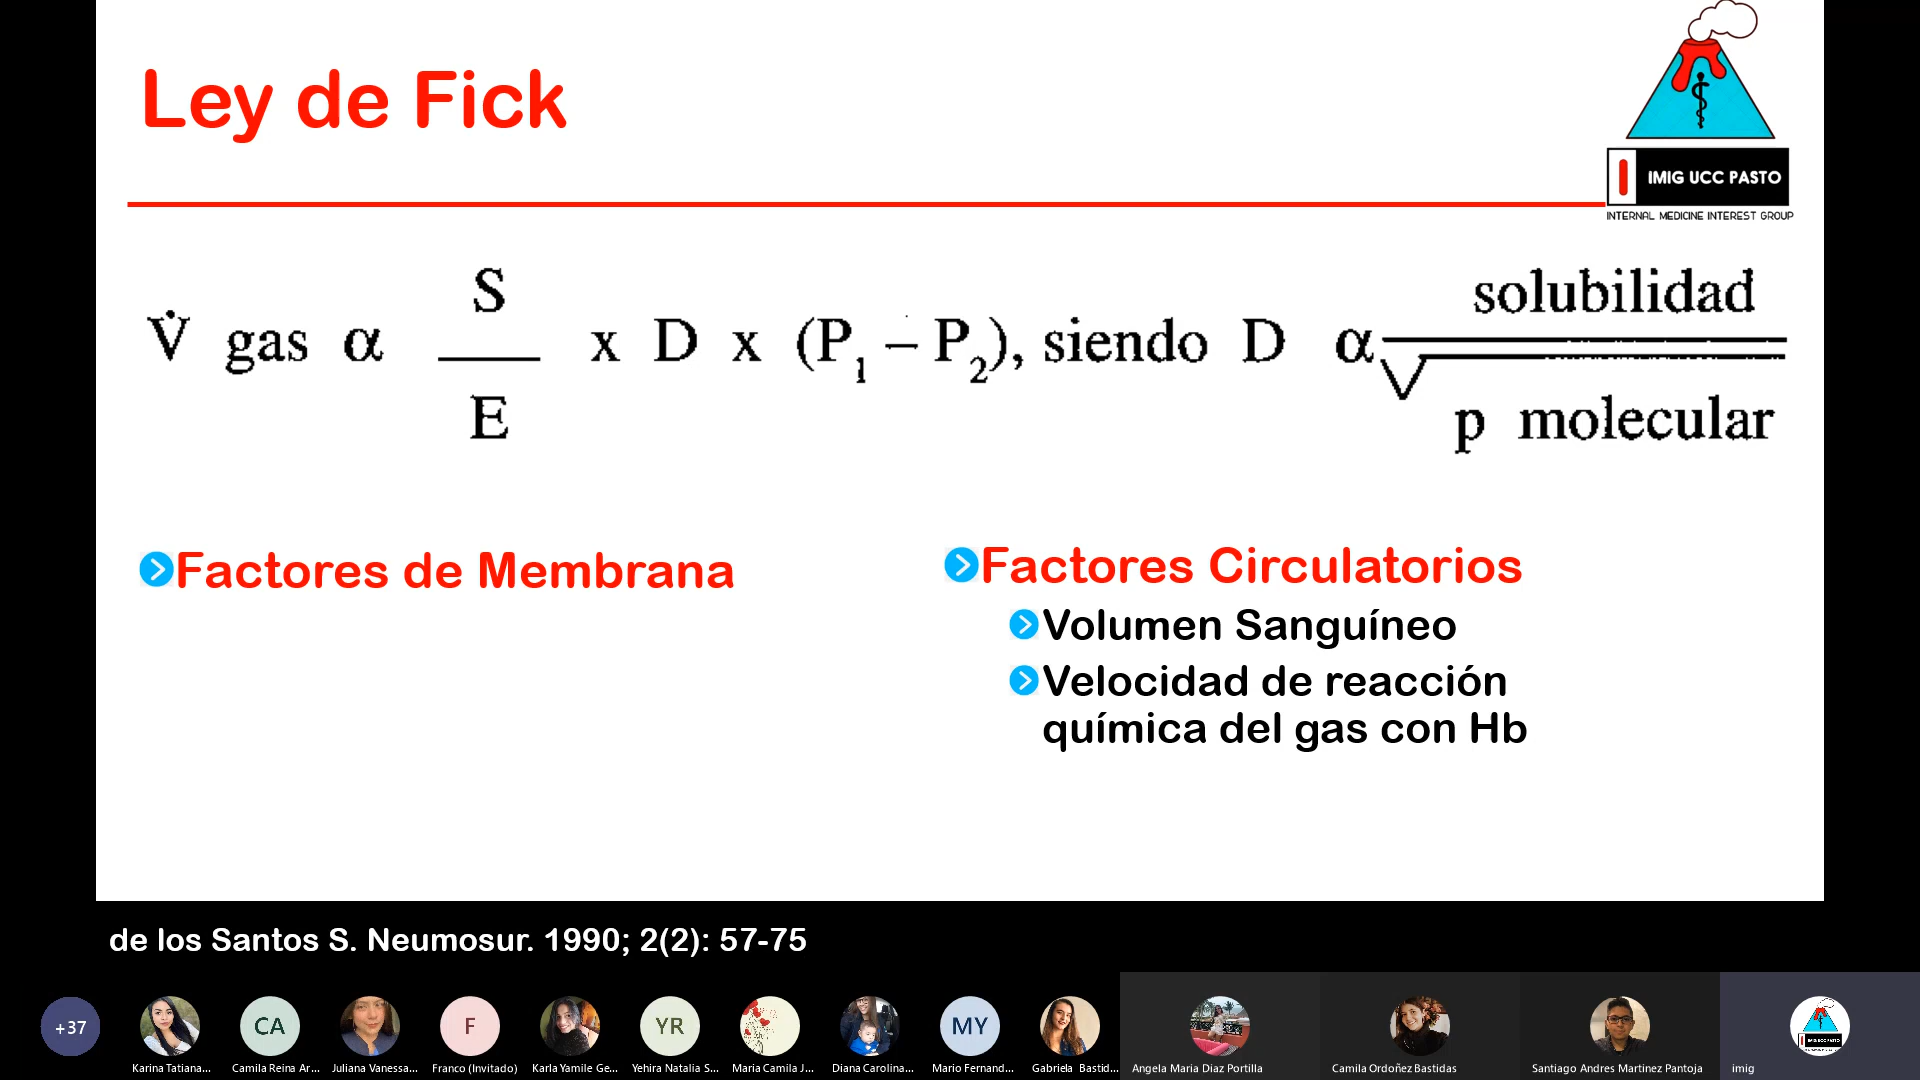 Ley de Fick
IMIG UCC PASTO
INTERNAL MEDICINE INTEREST GROUP
V̇ gas α S / E x D x (P₁ – P₂), siendo D α solubilidad / √ p molecular
Factores de Membrana
Factores Circulatorios
Volumen Sanguíneo
Velocidad de reacción
química del gas con Hb
de los Santos S. Neumosur. 1990; 2(2): 57-75
+37
CA
F
YR
MY
Karina Tatiana...
Camila Reina Ar...
Juliana Vanessa...
Franco (Invitado)
Karla Yamile Ge...
Yehira Natalia S...
Maria Camila J...
Diana Carolina...
Mario Fernand...
Gabriela Bastid...
Angela Maria Diaz Portilla
Camila Ordoñez Bastidas
Santiago Andres Martinez Pantoja
imig